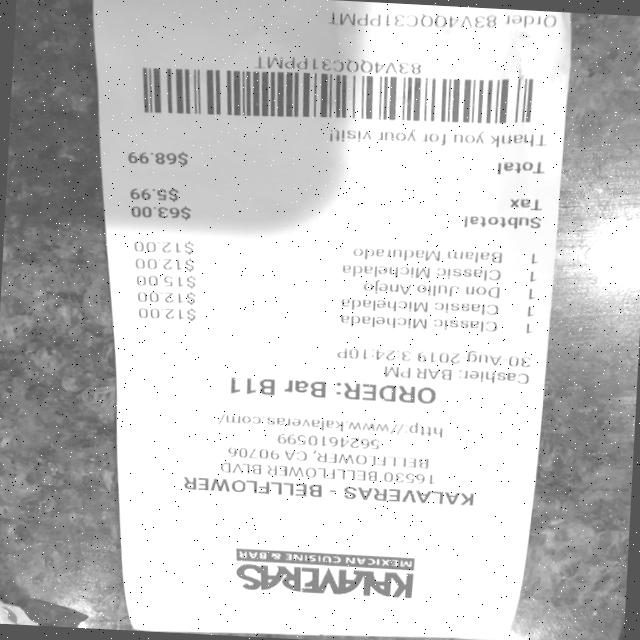 KALAVERAS
MEXICAN CUISINE & BAR
KALAVERAS - BELLFLOWER
16530 BELLFLOWER BLVD
BELLFLOWER, CA 90706
5624610599
http://www.kalaveras.com/
ORDER: Bar B11
Cashier: BAR PM
30-Aug-2019 3:24:10P
1 Classic Michelada $12.00
1 Classic Michelada $12.00
1 Don Julio Anejo $15.00
1 Classic Michelada $12.00
1 Balam Madurado $12.00
Subtotal $63.00
Tax $5.99
Total $68.99
Thank you for your visit!
83V4QQC31PPMT
Order 83V4QQC31PPMT